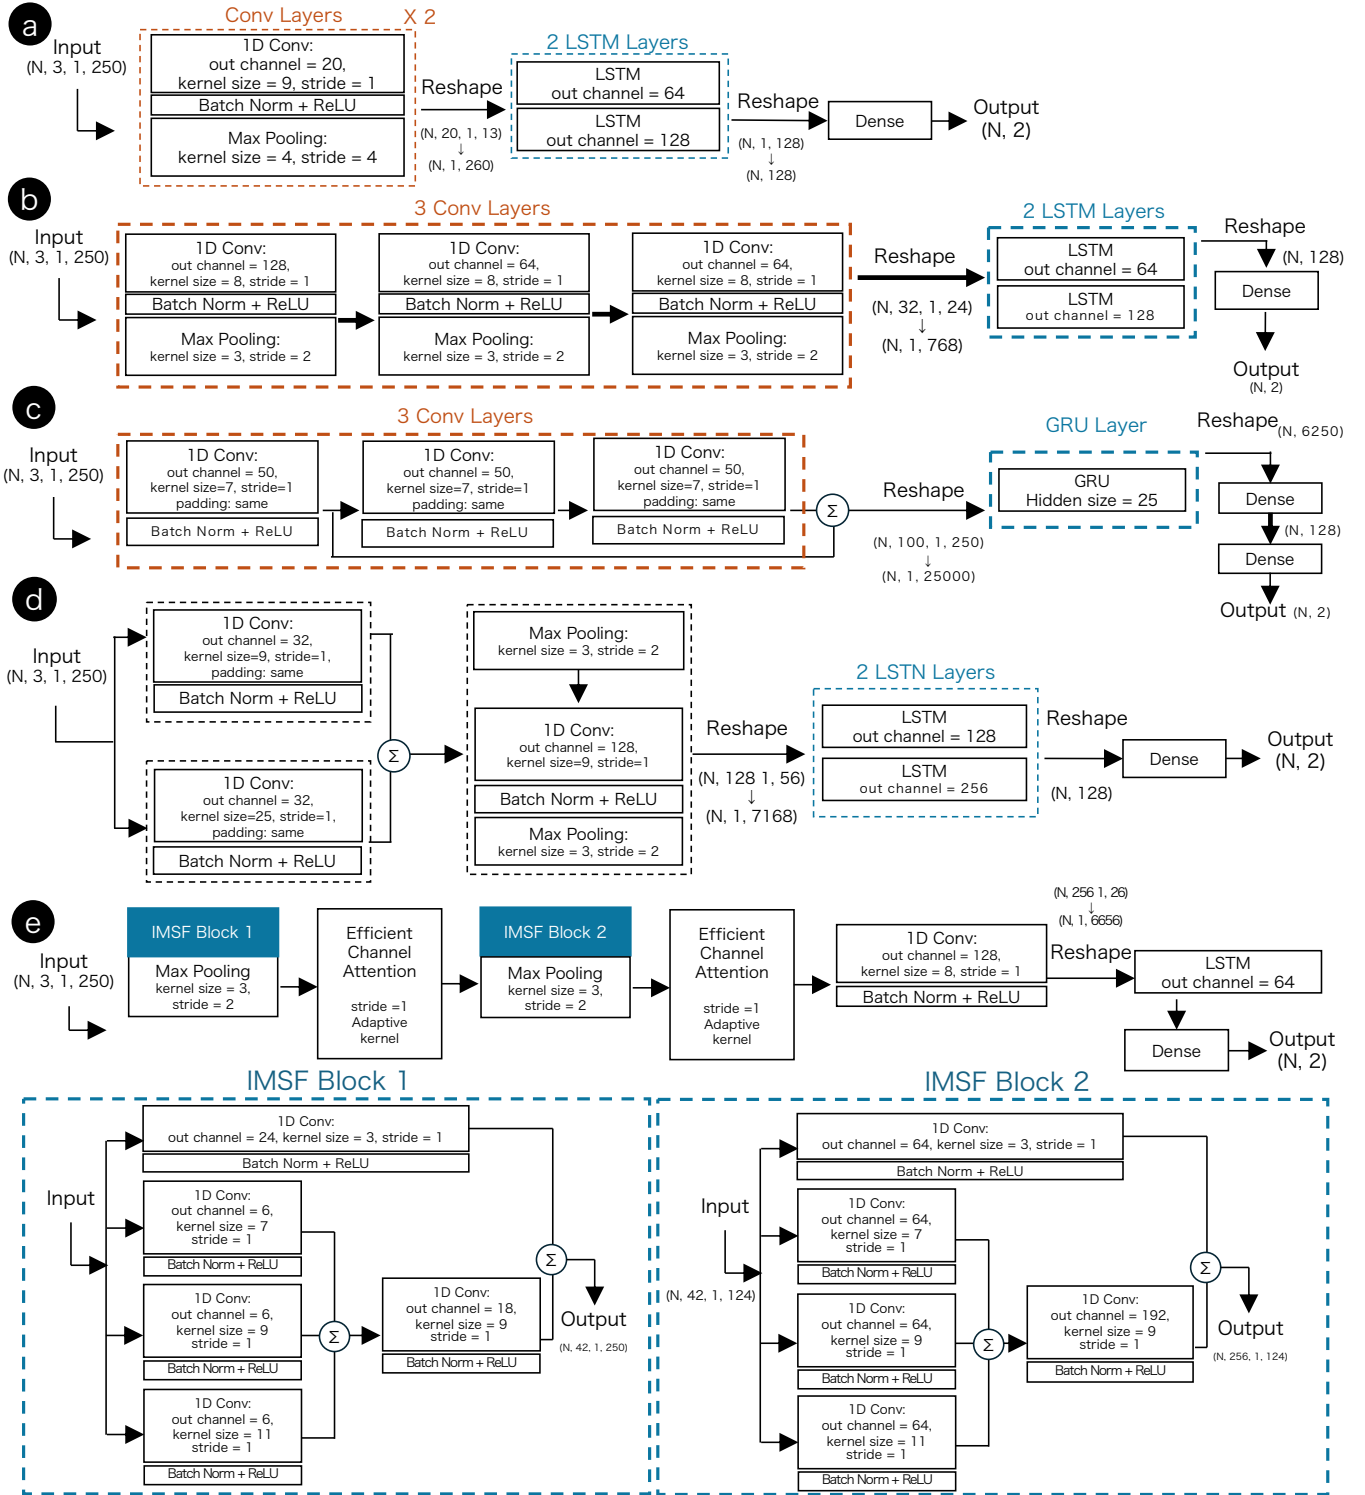 a
Input
(N, 3, 1, 250)
Conv Layers
X 2
1D Conv:
out channel = 20,
kernel size = 9, stride = 1
Batch Norm + ReLU
Max Pooling:
kernel size = 4, stride = 4
Reshape
(N, 20, 1, 13)
↓
(N, 1, 260)
2 LSTM Layers
LSTM
out channel = 64
LSTM
out channel = 128
Reshape
(N, 1, 128)
↓
(N, 128)
Dense
Output
(N, 2)
b
Input
(N, 3, 1, 250)
3 Conv Layers
1D Conv:
out channel = 128,
kernel size = 8, stride = 1
Batch Norm + ReLU
Max Pooling:
kernel size = 3, stride = 2
1D Conv:
out channel = 64,
kernel size = 8, stride = 1
Batch Norm + ReLU
Max Pooling:
kernel size = 3, stride = 2
1D Conv:
out channel = 64,
kernel size = 8, stride = 1
Batch Norm + ReLU
Max Pooling:
kernel size = 3, stride = 2
Reshape
(N, 32, 1, 24)
↓
(N, 1, 768)
2 LSTM Layers
LSTM
out channel = 64
LSTM
out channel = 128
Reshape
(N, 128)
Dense
Output
(N, 2)
c
Input
(N, 3, 1, 250)
3 Conv Layers
1D Conv:
out channel = 50,
kernel size=7, stride=1
padding: same
Batch Norm + ReLU
1D Conv:
out channel = 50,
kernel size=7, stride=1
padding: same
Batch Norm + ReLU
1D Conv:
out channel = 50,
kernel size=7, stride=1
padding: same
Batch Norm + ReLU
Σ
Reshape
(N, 100, 1, 250)
↓
(N, 1, 25000)
GRU Layer
GRU
Hidden size = 25
Reshape
(N, 6250)
Dense
(N, 128)
Dense
Output (N, 2)
d
Input
(N, 3, 1, 250)
1D Conv:
out channel = 32,
kernel size=9, stride=1,
padding: same
Batch Norm + ReLU
1D Conv:
out channel = 32,
kernel size=25, stride=1,
padding: same
Batch Norm + ReLU
Σ
Max Pooling:
kernel size = 3, stride = 2
1D Conv:
out channel = 128,
kernel size=9, stride=1
Batch Norm + ReLU
Max Pooling:
kernel size = 3, stride = 2
Reshape
(N, 128 1, 56)
↓
(N, 1, 7168)
2 LSTN Layers
LSTM
out channel = 128
LSTM
out channel = 256
Reshape
(N, 128)
Dense
Output
(N, 2)
e
Input
(N, 3, 1, 250)
IMSF Block 1
Max Pooling
kernel size = 3,
stride = 2
Efficient
Channel
Attention
stride =1
Adaptive
kernel
IMSF Block 2
Max Pooling
kernel size = 3,
stride = 2
Efficient
Channel
Attention
stride =1
Adaptive
kernel
1D Conv:
out channel = 128,
kernel size = 8, stride = 1
Batch Norm + ReLU
(N, 256 1, 26)
↓
(N, 1, 6656)
Reshape
LSTM
out channel = 64
Dense
Output
(N, 2)
IMSF Block 1
Input
1D Conv:
out channel = 24, kernel size = 3, stride = 1
Batch Norm + ReLU
1D Conv:
out channel = 6,
kernel size = 7
stride = 1
Batch Norm + ReLU
1D Conv:
out channel = 6,
kernel size = 9
stride = 1
Batch Norm + ReLU
1D Conv:
out channel = 6,
kernel size = 11
stride = 1
Batch Norm + ReLU
Σ
1D Conv:
out channel = 18,
kernel size = 9
stride = 1
Batch Norm + ReLU
Σ
Output
(N, 42, 1, 250)
IMSF Block 2
Input
(N, 42, 1, 124)
1D Conv:
out channel = 64, kernel size = 3, stride = 1
Batch Norm + ReLU
1D Conv:
out channel = 64,
kernel size = 7
stride = 1
Batch Norm + ReLU
1D Conv:
out channel = 64,
kernel size = 9
stride = 1
Batch Norm + ReLU
1D Conv:
out channel = 64,
kernel size = 11
stride = 1
Batch Norm + ReLU
Σ
1D Conv:
out channel = 192,
kernel size = 9
stride = 1
Batch Norm + ReLU
Σ
Output
(N, 256, 1, 124)